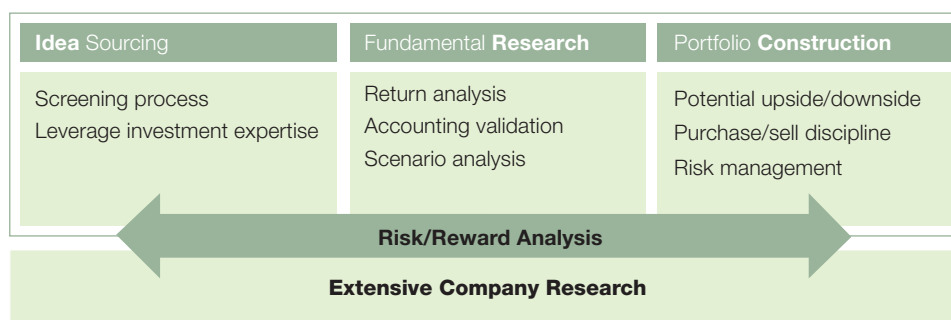 Idea Sourcing
Screening process
Leverage investment expertise
Fundamental Research
Return analysis
Accounting validation
Scenario analysis
Portfolio Construction
Potential upside/downside
Purchase/sell discipline
Risk management
Risk/Reward Analysis
Extensive Company Research